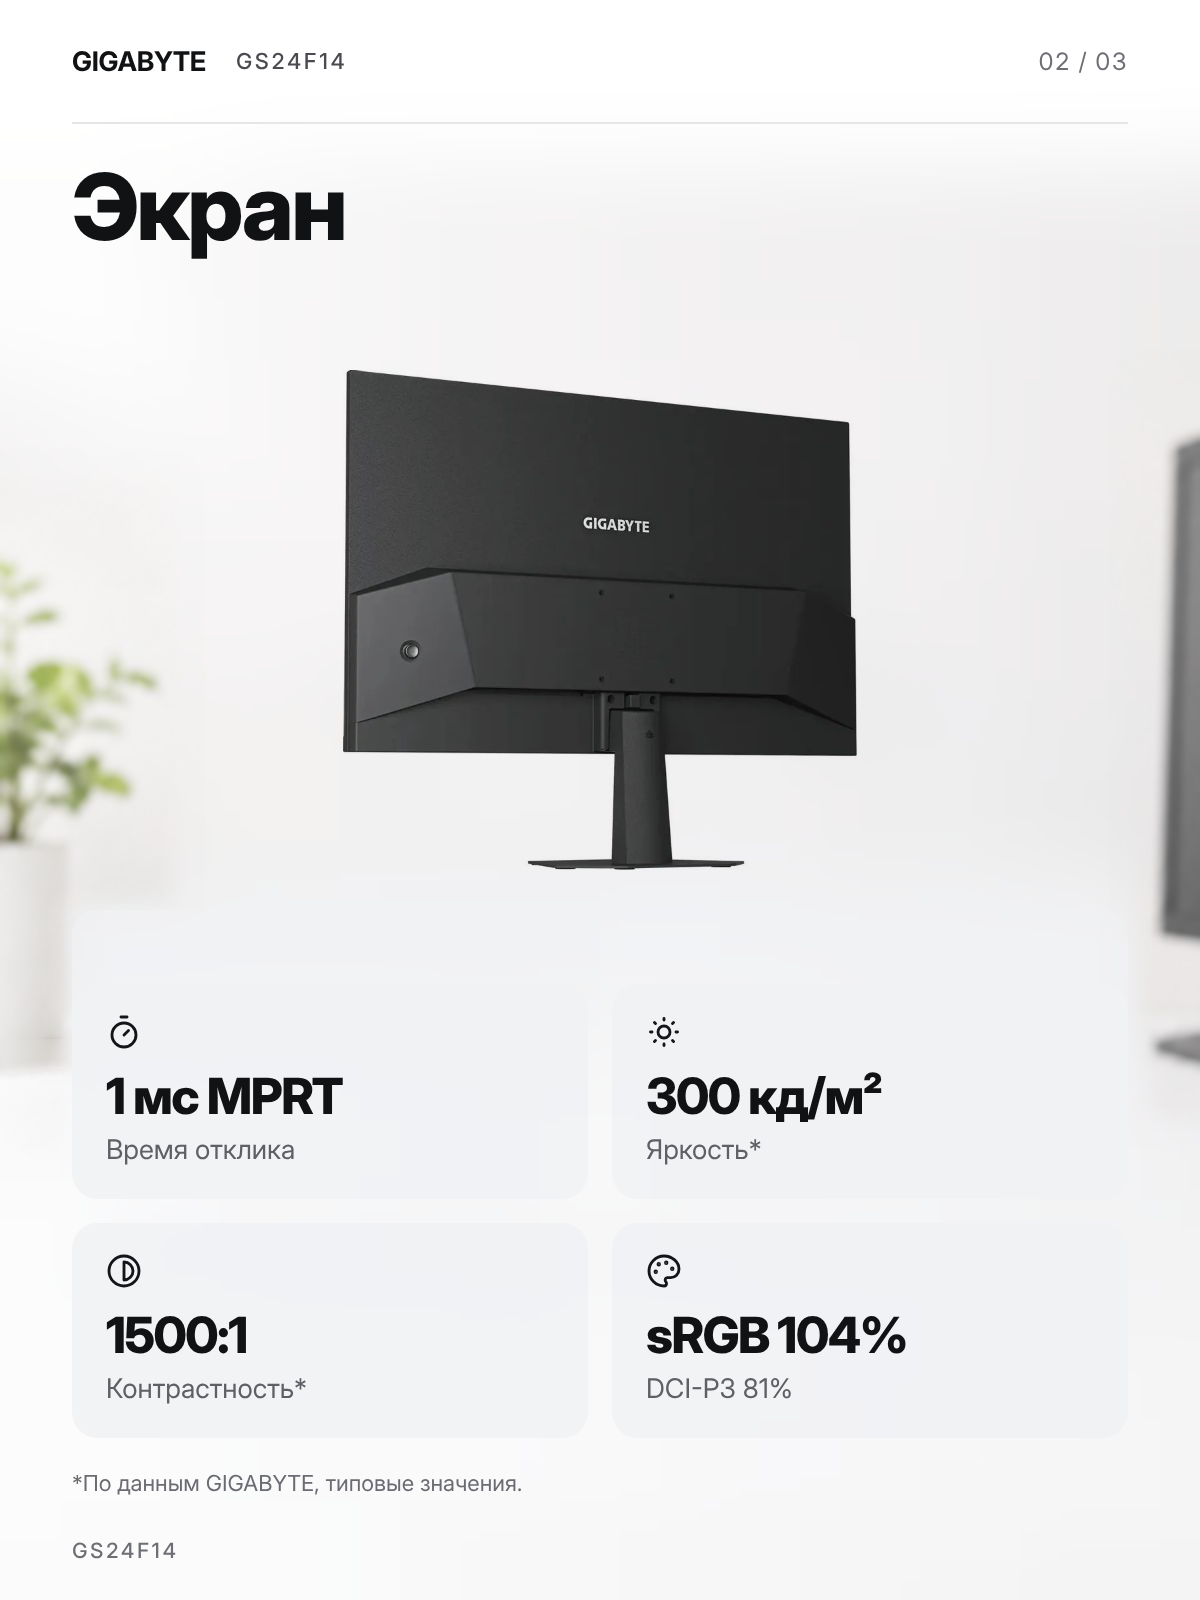 GIGABYTE GS24F14 02 / 03
Экран
GIGABYTE
1 мс MPRT
Время отклика
300 кд/м²
Яркость*
1500:1
Контрастность*
sRGB 104%
DCI-P3 81%
*По данным GIGABYTE, типовые значения.
GS24F14